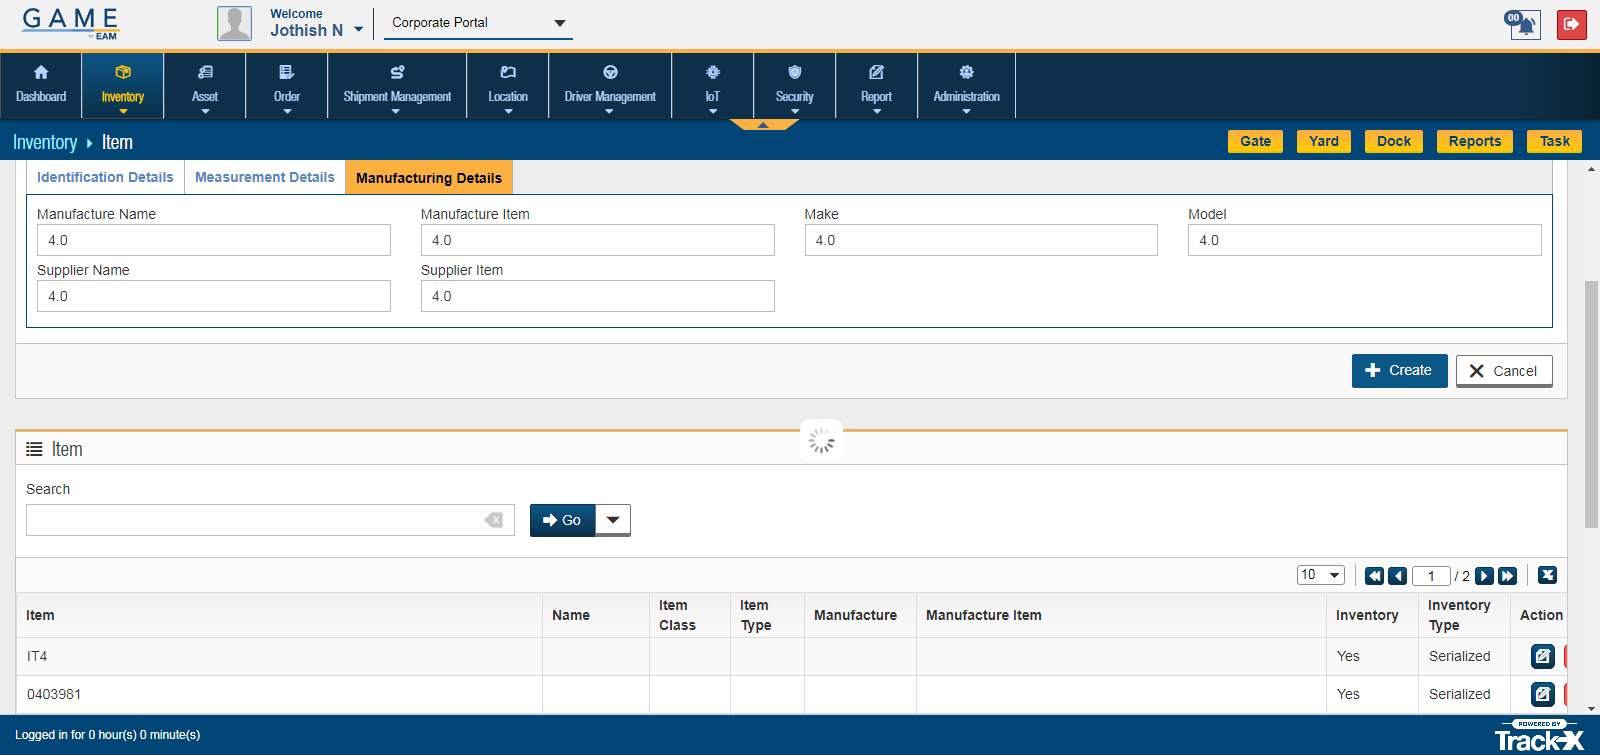 GAME
EAM
Welcome
Jothish N
Corporate Portal
00
Dashboard
Inventory
Asset
Order
Shipment Management
Location
Driver Management
IoT
Security
Report
Administration
Inventory
Item
Gate
Yard
Dock
Reports
Task
Identification Details
Measurement Details
Manufacturing Details
Manufacture Name
Manufacture Item
Make
Model
4.0
4.0
4.0
4.0
Supplier Name
Supplier Item
4.0
4.0
Create
Cancel
Item
Search
Go
10
1
/ 2
Item
Name
Item Class
Item Type
Manufacture
Manufacture Item
Inventory
Inventory Type
Action
IT4
Yes
Serialized
0403981
Yes
Serialized
Logged in for 0 hour(s) 0 minute(s)
POWERED BY
Track-X